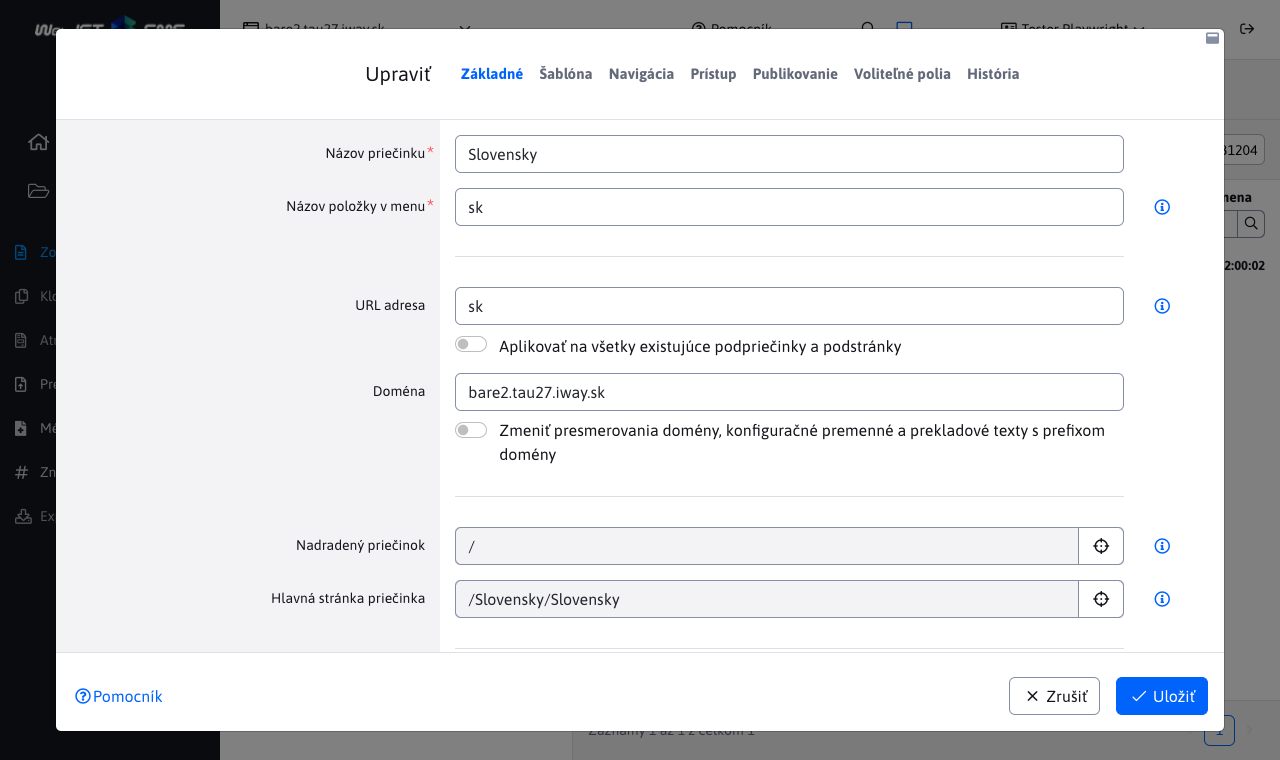 bare2.tau27.iway.sk
Pomocník
Tester Playwright
Upraviť
Základné
Šablóna
Navigácia
Prístup
Publikovanie
Voliteľné polia
História
Názov priečinku*
Slovensky
31204
Názov položky v menu*
sk
URL adresa
sk
2:00:02
Aplikovať na všetky existujúce podpriečinky a podstránky
Doména
bare2.tau27.iway.sk
Zmeniť presmerovania domény, konfiguračné premenné a prekladové texty s prefixom
domény
Nadradený priečinok
/
Hlavná stránka priečinka
/Slovensky/Slovensky
Pomocník
Zrušiť
Uložiť
Záznamy 1 až 1 z celkom 1
1